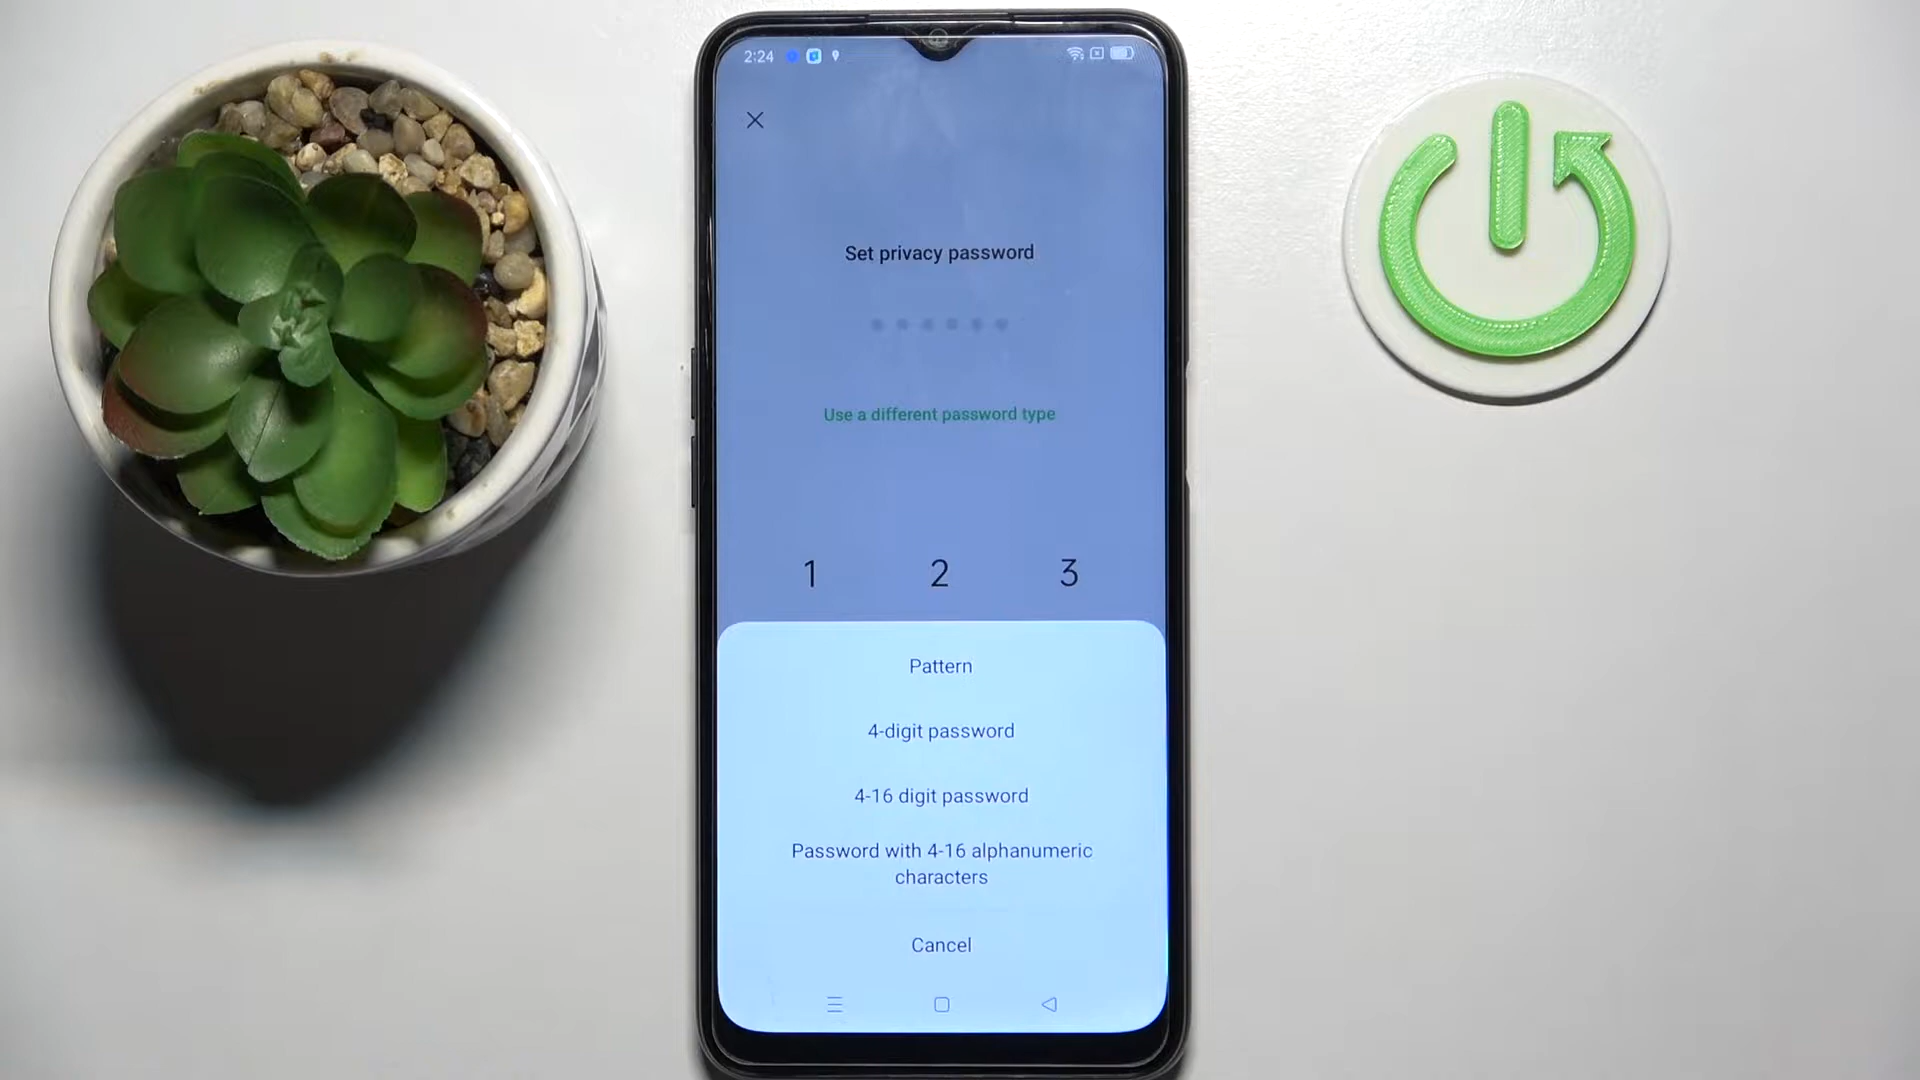 2:24
Set privacy password
Use a different password type
1 2 3
Pattern
4-digit password
4-16 digit password
Password with 4-16 alphanumeric
characters
Cancel